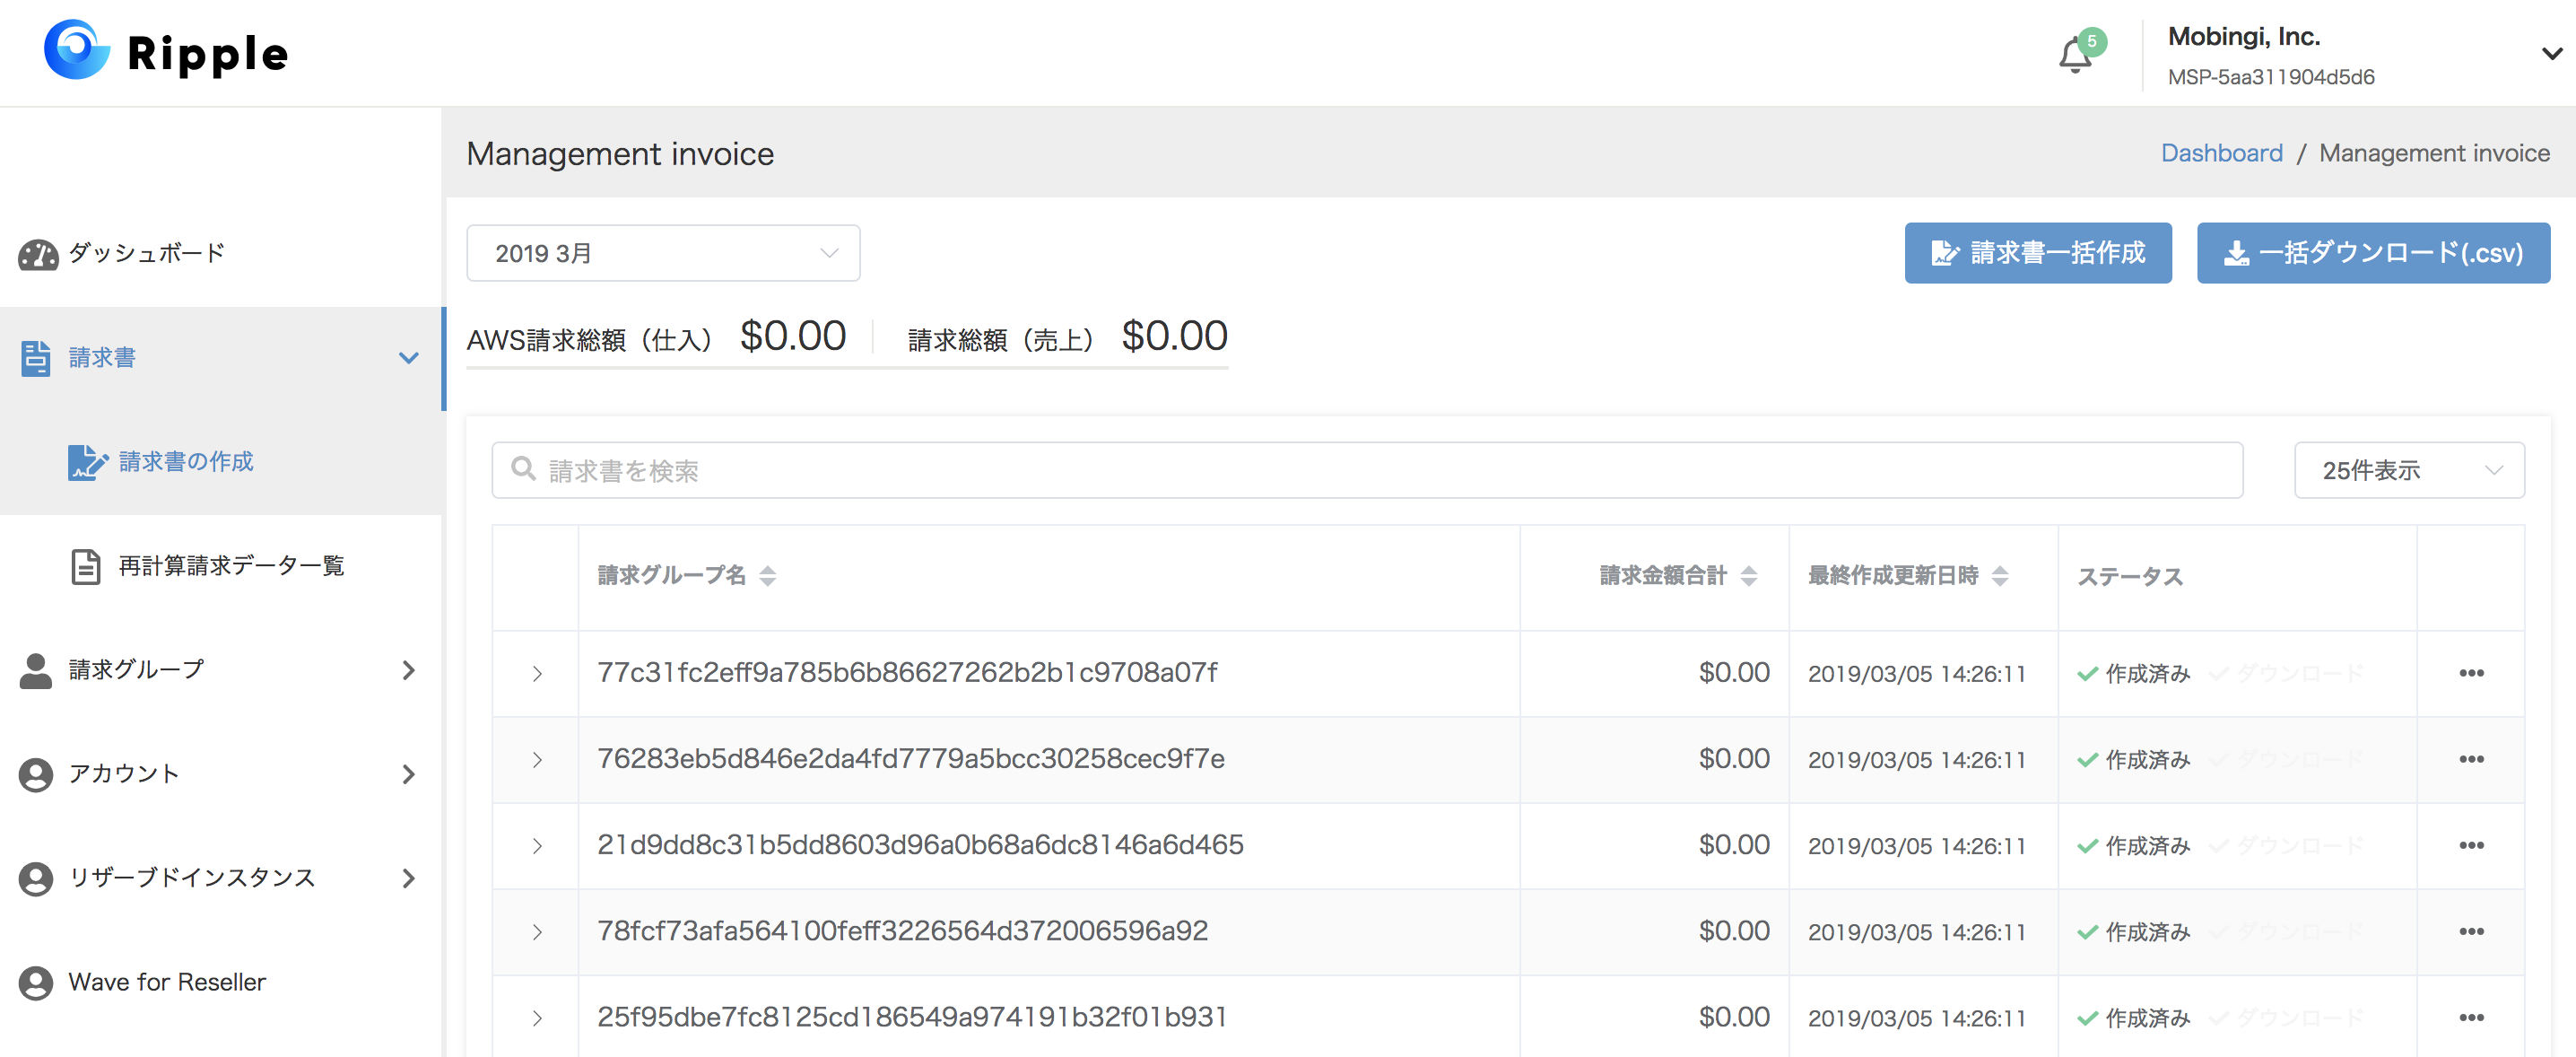 Ripple
5
Mobingi, Inc.
MSP-5aa311904d5d6
Management invoice
Dashboard / Management invoice
ダッシュボード
請求書
請求書の作成
再計算請求データ一覧
請求グループ
アカウント
リザーブドインスタンス
Wave for Reseller
2019 3月
請求書一括作成
一括ダウンロード(.csv)
AWS請求総額（仕入） $0.00 請求総額（売上） $0.00
請求書を検索
25件表示
請求グループ名 請求金額合計 最終作成更新日時 ステータス
77c31fc2eff9a785b6b86627262b2b1c9708a07f $0.00 2019/03/05 14:26:11 作成済み ダウンロード
76283eb5d846e2da4fd7779a5bcc30258cec9f7e $0.00 2019/03/05 14:26:11 作成済み ダウンロード
21d9dd8c31b5dd8603d96a0b68a6dc8146a6d465 $0.00 2019/03/05 14:26:11 作成済み ダウンロード
78fcf73afa564100feff3226564d372006596a92 $0.00 2019/03/05 14:26:11 作成済み ダウンロード
25f95dbe7fc8125cd186549a974191b32f01b931 $0.00 2019/03/05 14:26:11 作成済み ダウンロード